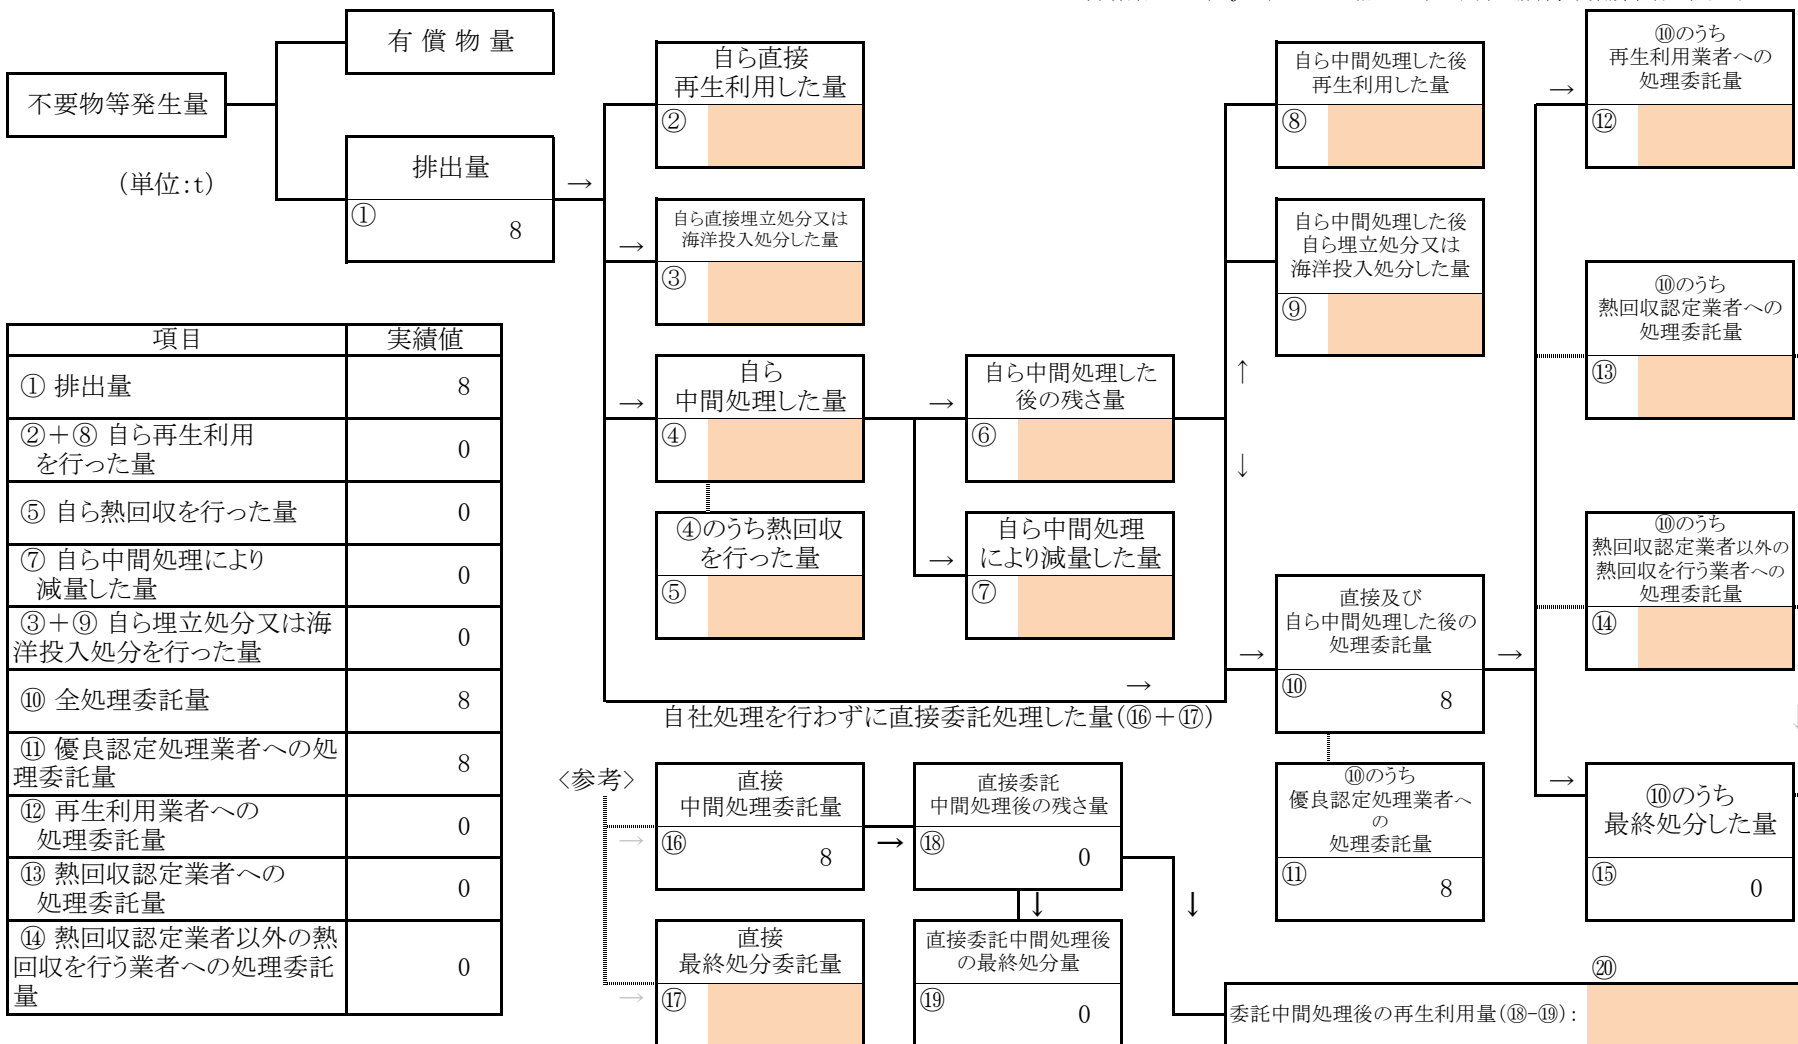 有償物量
不要物等発生量
(単位:t)
排出量
①
8
→
自ら直接
再生利用した量
②
→
自ら直接埋立処分又は
海洋投入処分した量
③
→
自ら
中間処理した量
④
④のうち熱回収
を行った量
⑤
→
自ら中間処理した
後の残さ量
⑥
→
自ら中間処理
により減量した量
⑦
自ら中間処理した後
再生利用した量
⑧
自ら中間処理した後
自ら埋立処分又は
海洋投入処分した量
⑨
↑
↓
→
直接及び
自ら中間処理した後の
処理委託量
⑩
8
→
⑩のうち
優良認定処理業者へ
の
処理委託量
⑪
8
→
⑩のうち
再生利用業者への
処理委託量
⑫
⑩のうち
熱回収認定業者への
処理委託量
⑬
⑩のうち
熱回収認定業者以外の
熱回収を行う業者への
処理委託量
⑭
→
⑩のうち
最終処分した量
⑮
0
→
自社処理を行わずに直接委託処理した量(⑯+⑰)
<参考>
→
直接
中間処理委託量
⑯
8
→
直接委託
中間処理後の残さ量
⑱
0
↓
↓
→
直接
最終処分委託量
⑰
直接委託中間処理後
の最終処分量
⑲
0
⑳
委託中間処理後の再生利用量(⑱-⑲):
項目 実績値
① 排出量 8
②+⑧ 自ら再生利用
を行った量 0
⑤ 自ら熱回収を行った量 0
⑦ 自ら中間処理により
減量した量 0
③+⑨ 自ら埋立処分又は海
洋投入処分を行った量 0
⑩ 全処理委託量 8
⑪ 優良認定処理業者への処
理委託量 8
⑫ 再生利用業者への
処理委託量 0
⑬ 熱回収認定業者への
処理委託量 0
⑭ 熱回収認定業者以外の熱
回収を行う業者への処理委託
量 0